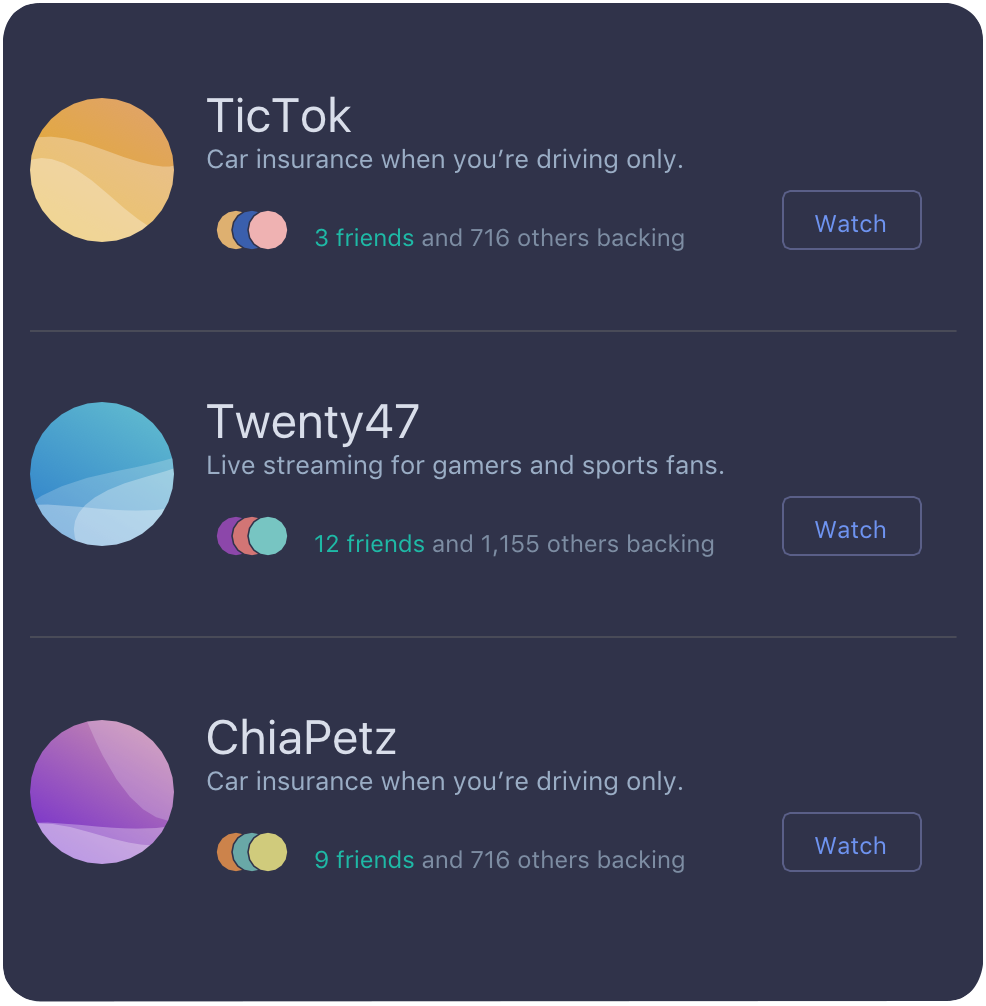 TicTok
Car insurance when you’re driving only.
3 friends and 716 others backing
Watch
Twenty47
Live streaming for gamers and sports fans.
12 friends and 1,155 others backing
Watch
ChiaPetz
Car insurance when you’re driving only.
9 friends and 716 others backing
Watch